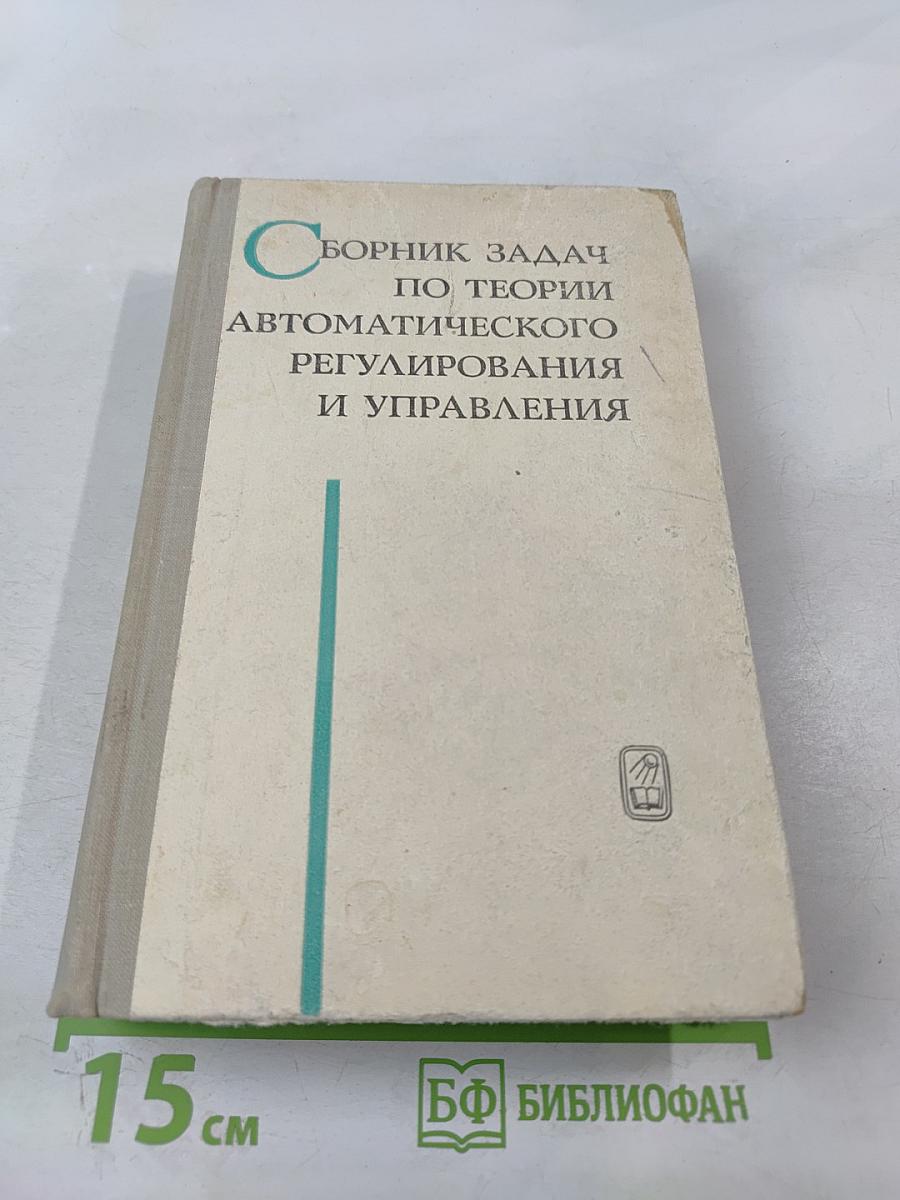 СБОРНИК ЗАДАЧ
ПО ТЕОРИИ
АВТОМАТИЧЕСКОГО
РЕГУЛИРОВАНИЯ
И УПРАВЛЕНИЯ
15 см
БФ БИБЛИОФАН